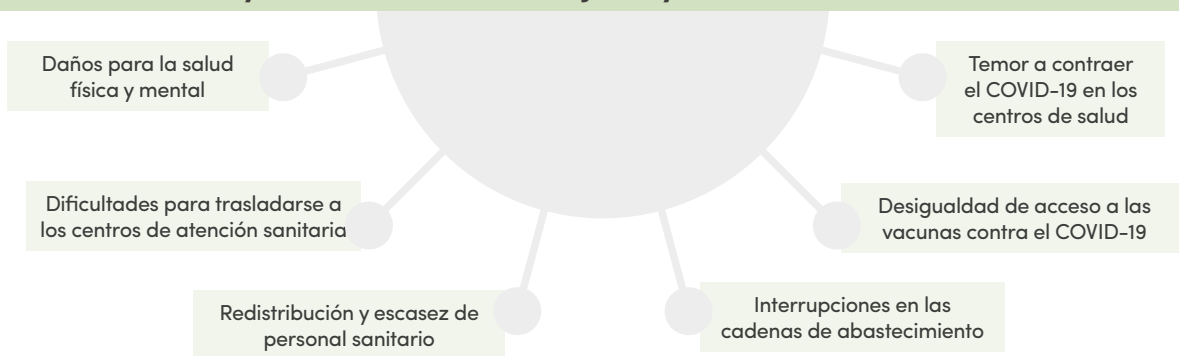 Daños para la salud
física y mental
Temor a contraer
el COVID-19 en los
centros de salud
Dificultades para trasladarse a
los centros de atención sanitaria
Desigualdad de acceso a las
vacunas contra el COVID-19
Redistribución y escasez de
personal sanitario
Interrupciones en las
cadenas de abastecimiento